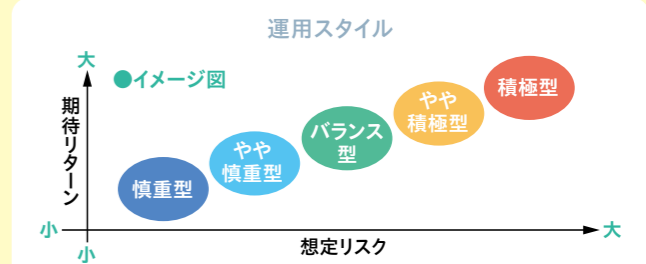 運用スタイル
大
●イメージ図
期待リターン
慎重型
やや
慎重型
バランス
型
やや
積極型
積極型
小
小
想定リスク
大